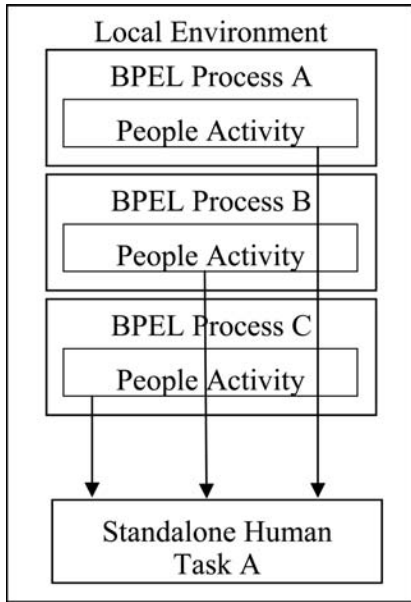 Local Environment
BPEL Process A
People Activity
BPEL Process B
People Activity
BPEL Process C
People Activity
Standalone Human
Task A